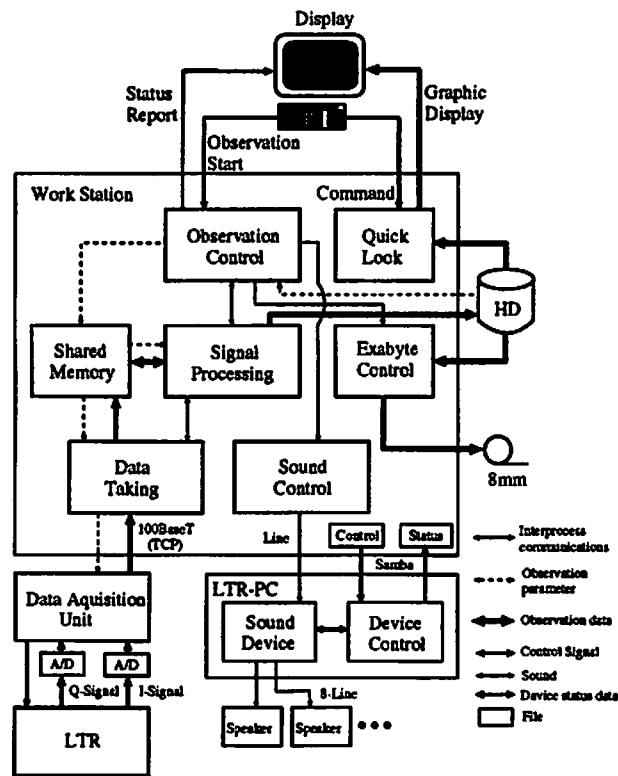 Display
Status
Report
Graphic
Display
Observation
Start
Work Station
Command
Observation
Control
Quick
Look
HD
Shared
Memory
Signal
Processing
Exabyte
Control
Data
Taking
Sound
Control
8mm
100BaseT
(TCP)
Line
Control
Status
Samba
Interprocess
communications
Observation
parameter
Observation data
Control Signal
Sound
Device status data
File
LTR-PC
Data Aquisition
Unit
Sound
Device
Device
Control
A/D
A/D
Q-Signal
I-Signal
8-Line
LTR
Speaker
Speaker